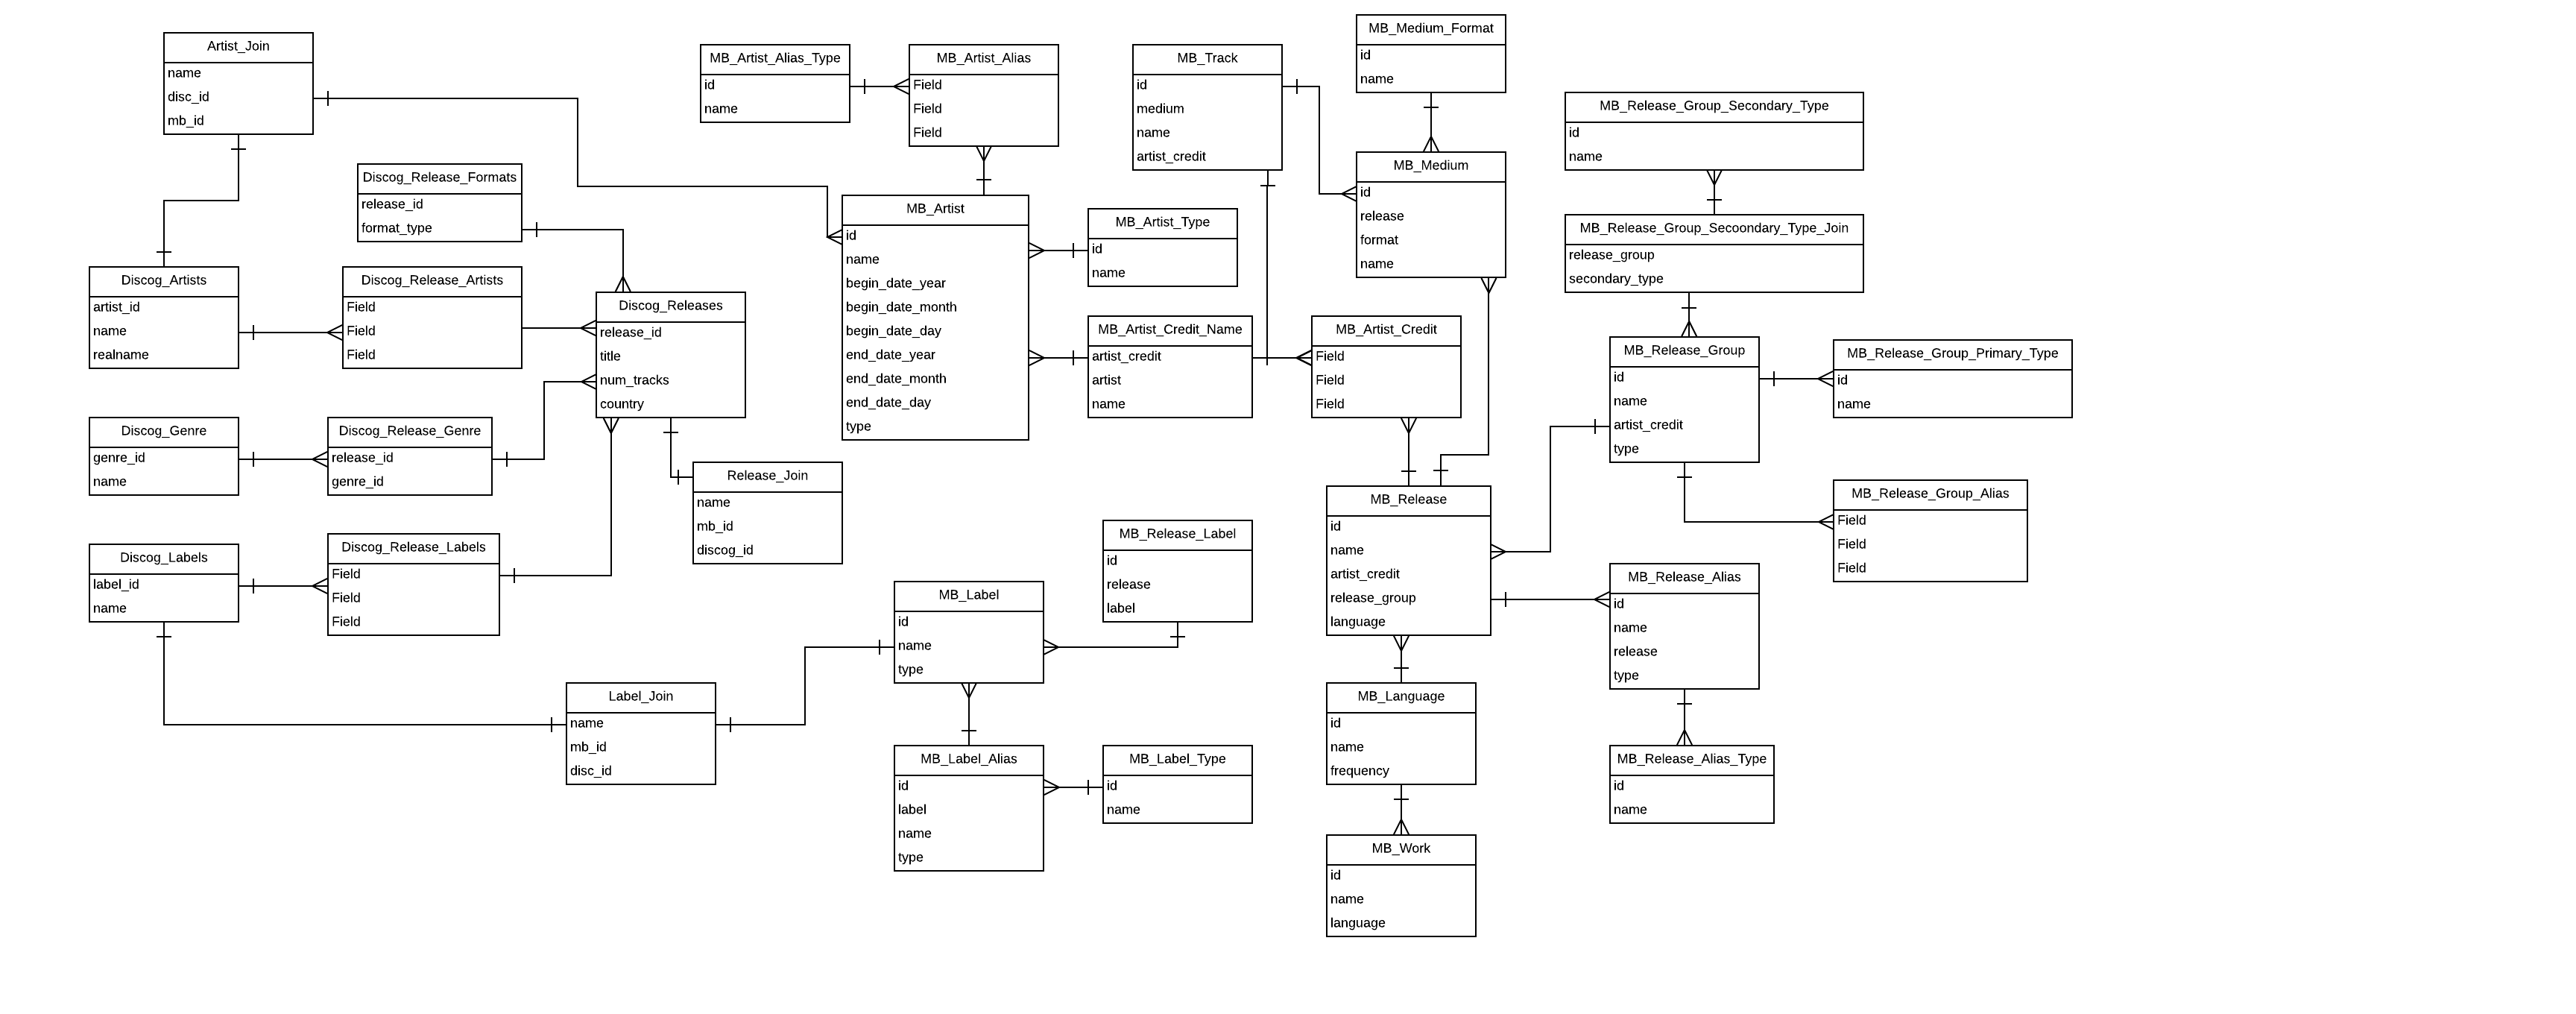 Artist_Join
name
disc_id
mb_id
MB_Artist_Alias_Type
id
name
MB_Artist_Alias
Field
Field
Field
MB_Track
id
medium
name
artist_credit
MB_Medium_Format
id
name
MB_Release_Group_Secondary_Type
id
name
MB_Medium
id
release
format
name
Discog_Release_Formats
release_id
format_type
MB_Artist
id
name
begin_date_year
begin_date_month
begin_date_day
end_date_year
end_date_month
end_date_day
type
MB_Artist_Type
id
name
MB_Release_Group_Secoondary_Type_Join
release_group
secondary_type
Discog_Artists
artist_id
name
realname
Discog_Release_Artists
Field
Field
Field
Discog_Releases
release_id
title
num_tracks
country
MB_Artist_Credit_Name
artist_credit
artist
name
MB_Artist_Credit
Field
Field
Field
MB_Release_Group
id
name
artist_credit
type
MB_Release_Group_Primary_Type
id
name
Discog_Genre
genre_id
name
Discog_Release_Genre
release_id
genre_id
Release_Join
name
mb_id
discog_id
MB_Release
id
name
artist_credit
release_group
language
MB_Release_Group_Alias
Field
Field
Field
Discog_Labels
label_id
name
Discog_Release_Labels
Field
Field
Field
MB_Release_Label
id
release
label
MB_Label
id
name
type
MB_Release_Alias
id
name
release
type
Label_Join
name
mb_id
disc_id
MB_Language
id
name
frequency
MB_Label_Alias
id
label
name
type
MB_Label_Type
id
name
MB_Release_Alias_Type
id
name
MB_Work
id
name
language